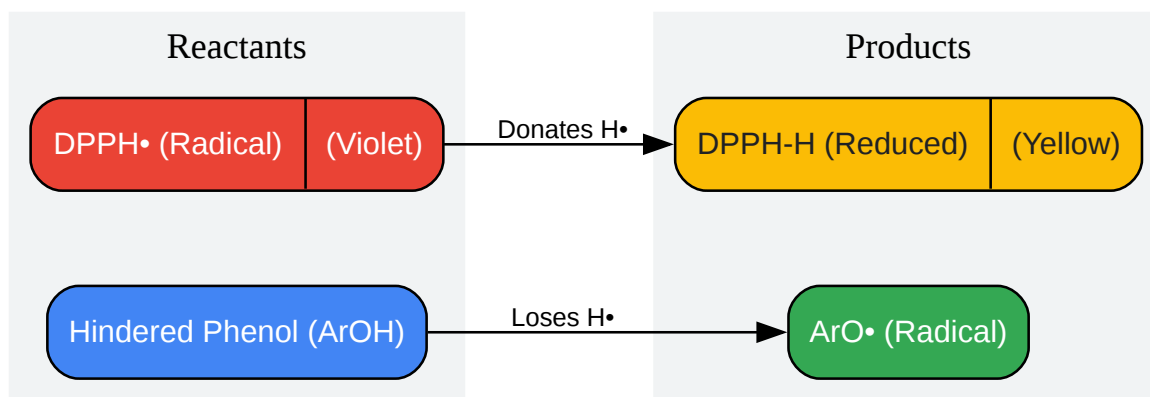 Reactants
Products
DPPH• (Radical)
(Violet)
Donates H•
DPPH-H (Reduced)
(Yellow)
Hindered Phenol (ArOH)
Loses H•
ArO• (Radical)